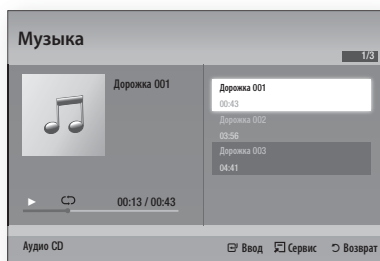 Музыка
1/3
Дорожка 001
00:13 / 00:43
Дорожка 001
00:43
Дорожка 002
03:56
Дорожка 003
04:41
Аудио CD
Ввод Сервис Возврат